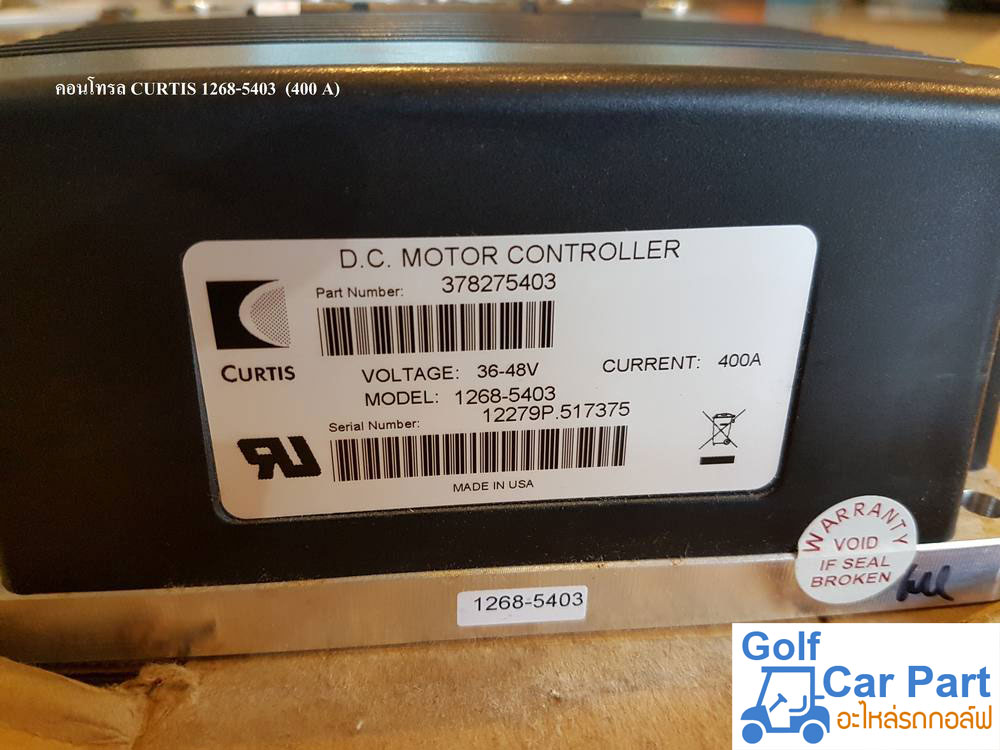 คอนโทรล CURTIS 1268-5403 (400 A)
D.C. MOTOR CONTROLLER
Part Number: 378275403
CURTIS
VOLTAGE: 36-48V
CURRENT: 400A
MODEL: 1268-5403
Serial Number: 12279P.517375
MADE IN USA
WARRANTY
VOID
IF SEAL
BROKEN
1268-5403
Golf
Car Part
อะไหล่รถกอล์ฟ